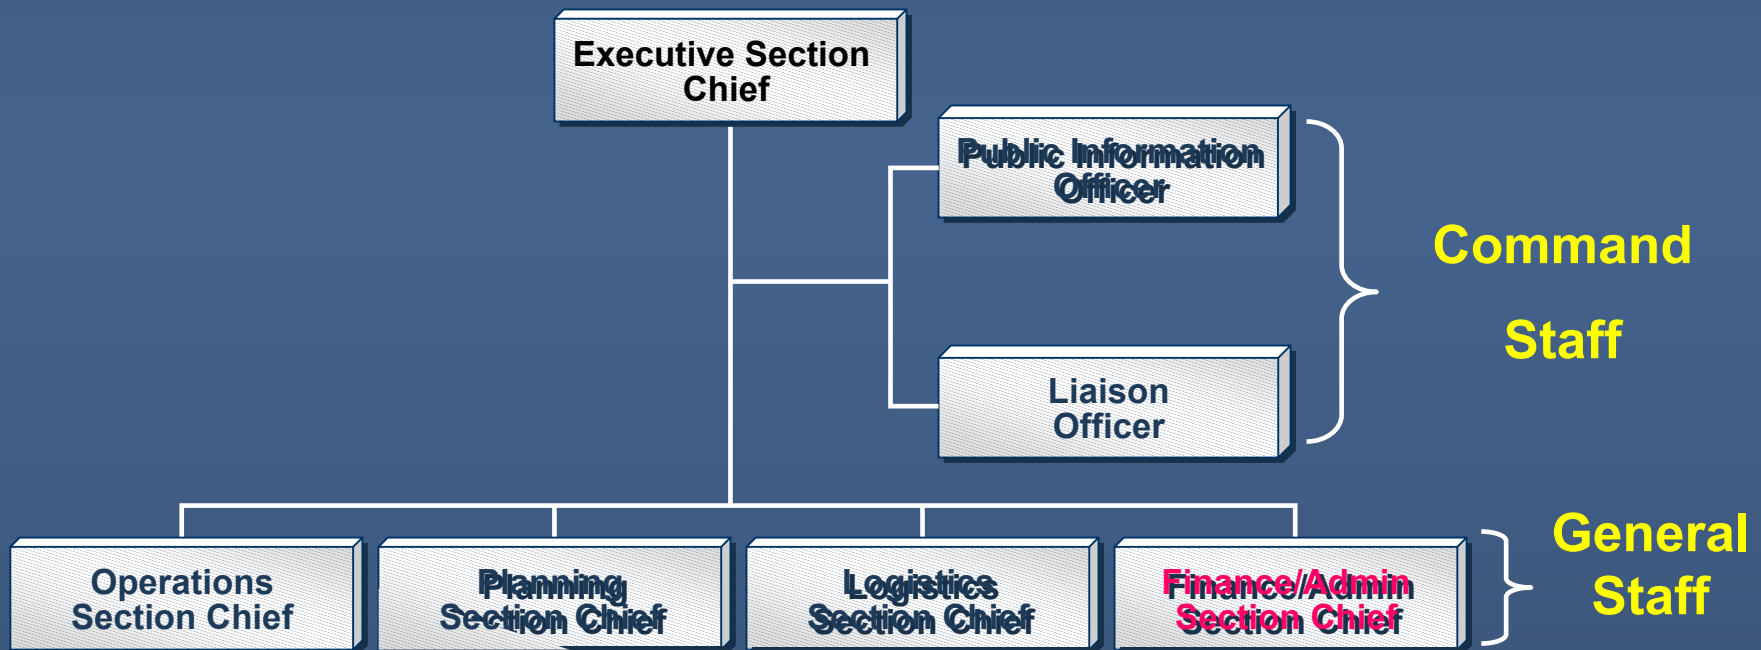 Executive Section
Chief
Public Information
Officer
Command
Staff
Liaison
Officer
General
Staff
Operations
Section Chief
Planning
Section Chief
Logistics
Section Chief
Finance/Admin
Section Chief